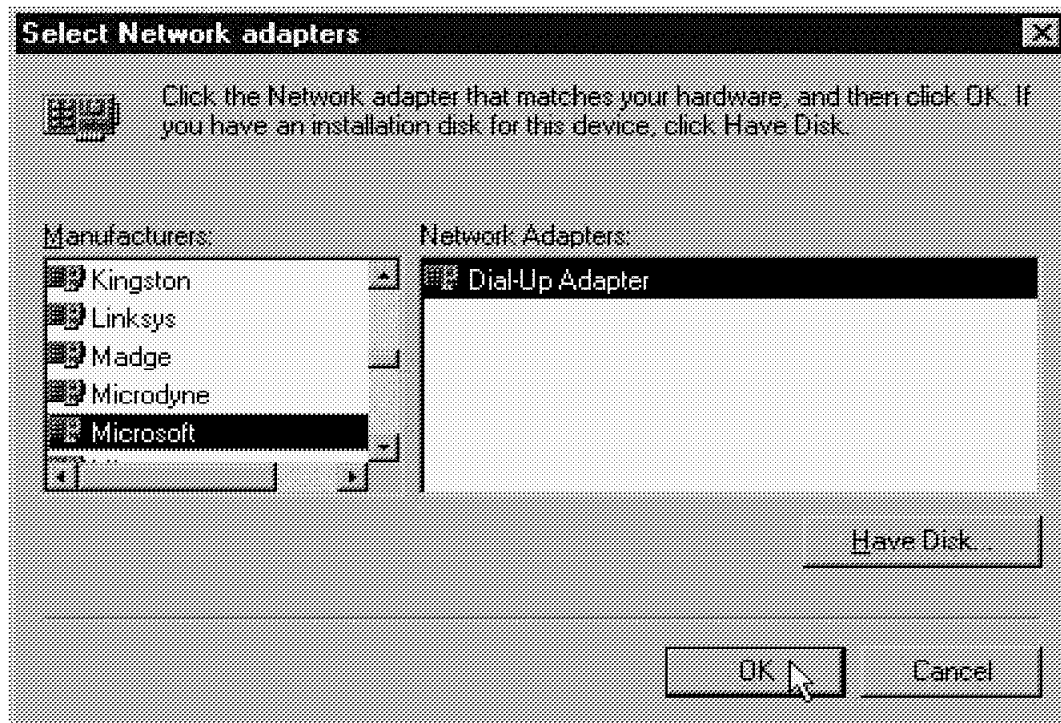 Select Network adapters
Click the Network adapter that matches your hardware, and then click OK. If
you have an installation disk for this device, click Have Disk.
Manufacturers:
Network Adapters:
Kingston
Linksys
Madge
Microdyne
Microsoft
Dial-Up Adapter
Have Disk...
OK
Cancel